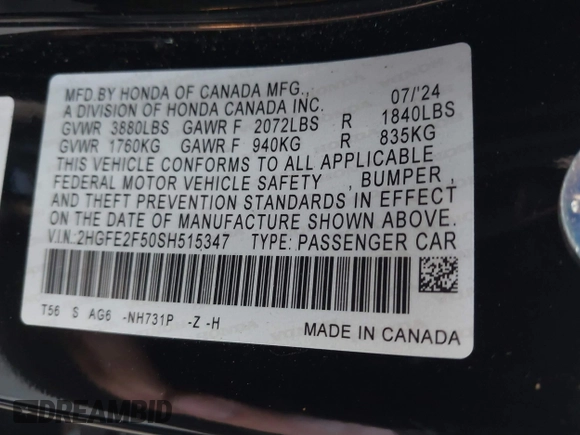 MFD.BY HONDA OF CANADA MFG., 07/'24
A DIVISION OF HONDA CANADA INC.
GVWR 3880LBS GAWR F 2072LBS R 1840LBS
GVWR 1760KG GAWR F 940KG R 835KG
THIS VEHICLE CONFORMS TO ALL APPLICABLE
FEDERAL MOTOR VEHICLE SAFETY , BUMPER ,
AND THEFT PREVENTION STANDARDS IN EFFECT
ON THE DATE OF MANUFACTURE SHOWN ABOVE.
V.I.N.:2HGFE2F50SH515347 TYPE: PASSENGER CAR
T56 S AG6 -NH731P -Z -H
MADE IN CANADA
DREAMBID